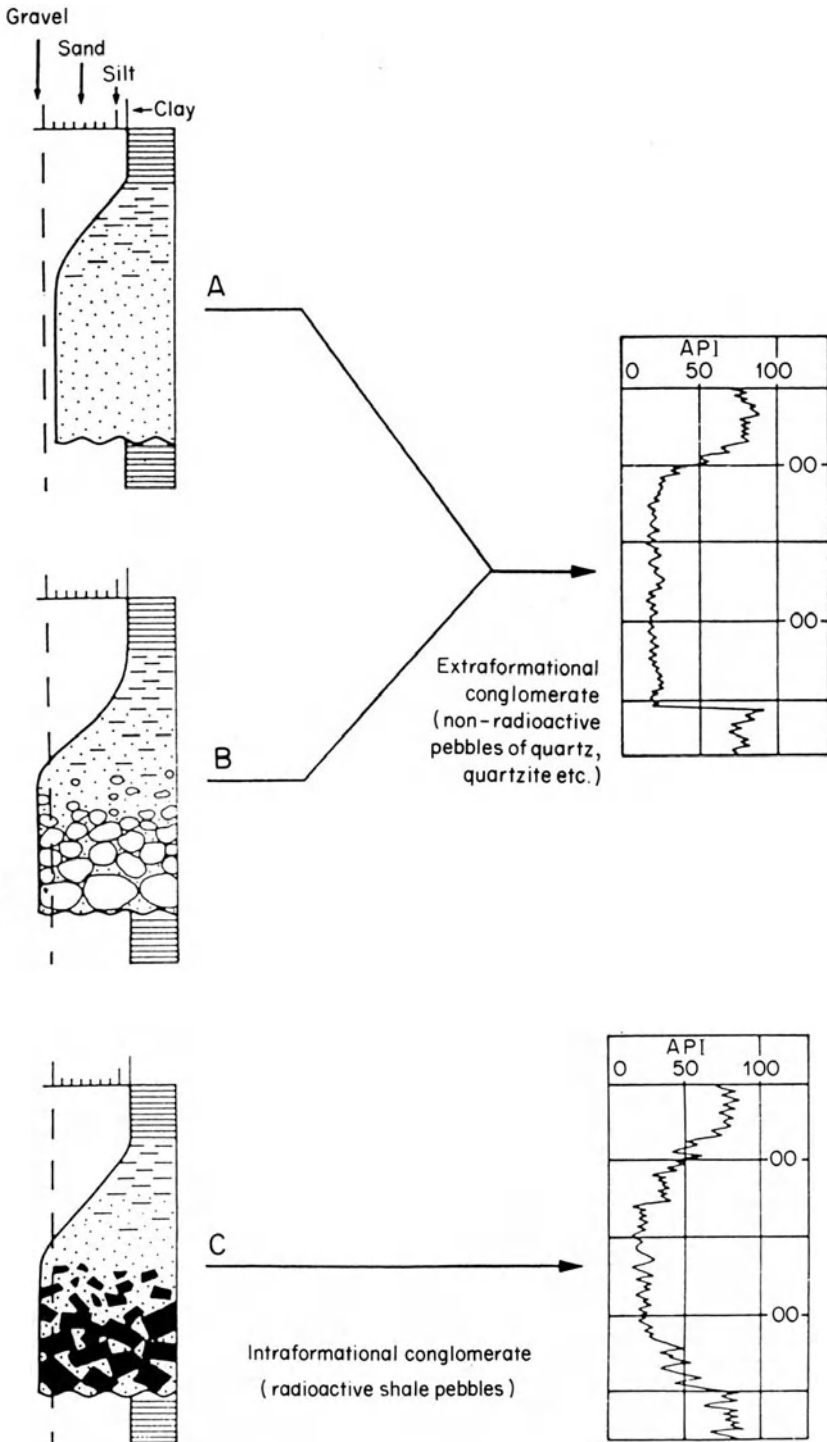 Gravel
Sand
Silt
Clay
A
API
0 50 100
00
00
B
Extraformational
conglomerate
(non-radioactive
pebbles of quartz,
quartzite etc.)
API
0 50 100
00
00
C
Intraformational conglomerate
(radioactive shale pebbles)